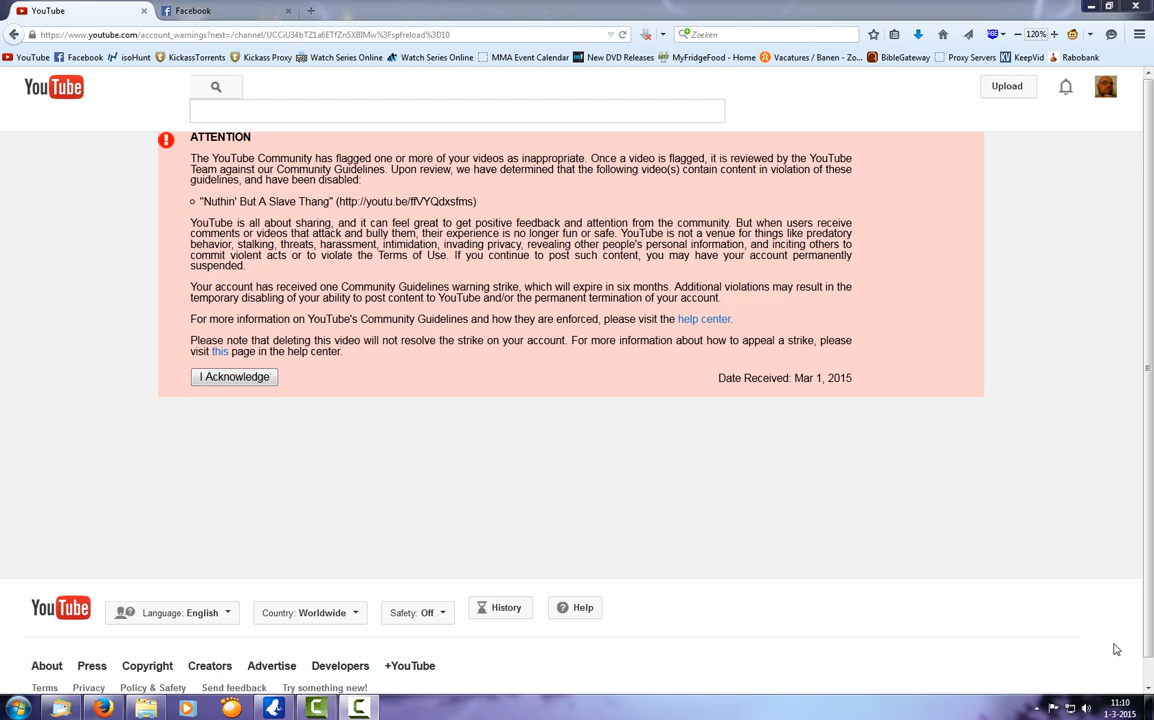 YouTube
Facebook
https://www.youtube.com/account_warnings?next=/channel/UCCiU34bTZ1a6ETfZn5XBIMw%3Fspfreload%3D10
Zoeken
120%
YouTube Facebook isoHunt KickassTorrents Kickass Proxy Watch Series Online Watch Series Online MMA Event Calendar New DVD Releases MyFridgeFood - Home Vacatures / Banen - Zo... BibleGateway Proxy Servers KeepVid Rabobank
YouTube
Upload
ATTENTION
The YouTube Community has flagged one or more of your videos as inappropriate. Once a video is flagged, it is reviewed by the YouTube
Team against our Community Guidelines. Upon review, we have determined that the following video(s) contain content in violation of these
guidelines, and have been disabled:
"Nuthin' But A Slave Thang" (http://youtu.be/ffVYQdxsfms)
YouTube is all about sharing, and it can feel great to get positive feedback and attention from the community. But when users receive
comments or videos that attack and bully them, their experience is no longer fun or safe. YouTube is not a venue for things like predatory
behavior, stalking, threats, harassment, intimidation, invading privacy, revealing other people's personal information, and inciting others to
commit violent acts or to violate the Terms of Use. If you continue to post such content, you may have your account permanently
suspended.
Your account has received one Community Guidelines warning strike, which will expire in six months. Additional violations may result in the
temporary disabling of your ability to post content to YouTube and/or the permanent termination of your account.
For more information on YouTube's Community Guidelines and how they are enforced, please visit the help center.
Please note that deleting this video will not resolve the strike on your account. For more information about how to appeal a strike, please
visit this page in the help center.
I Acknowledge
Date Received: Mar 1, 2015
YouTube
Language: English
Country: Worldwide
Safety: Off
History
Help
About Press Copyright Creators Advertise Developers +YouTube
Terms Privacy Policy & Safety Send feedback Try something new!
11:10
1-3-2015